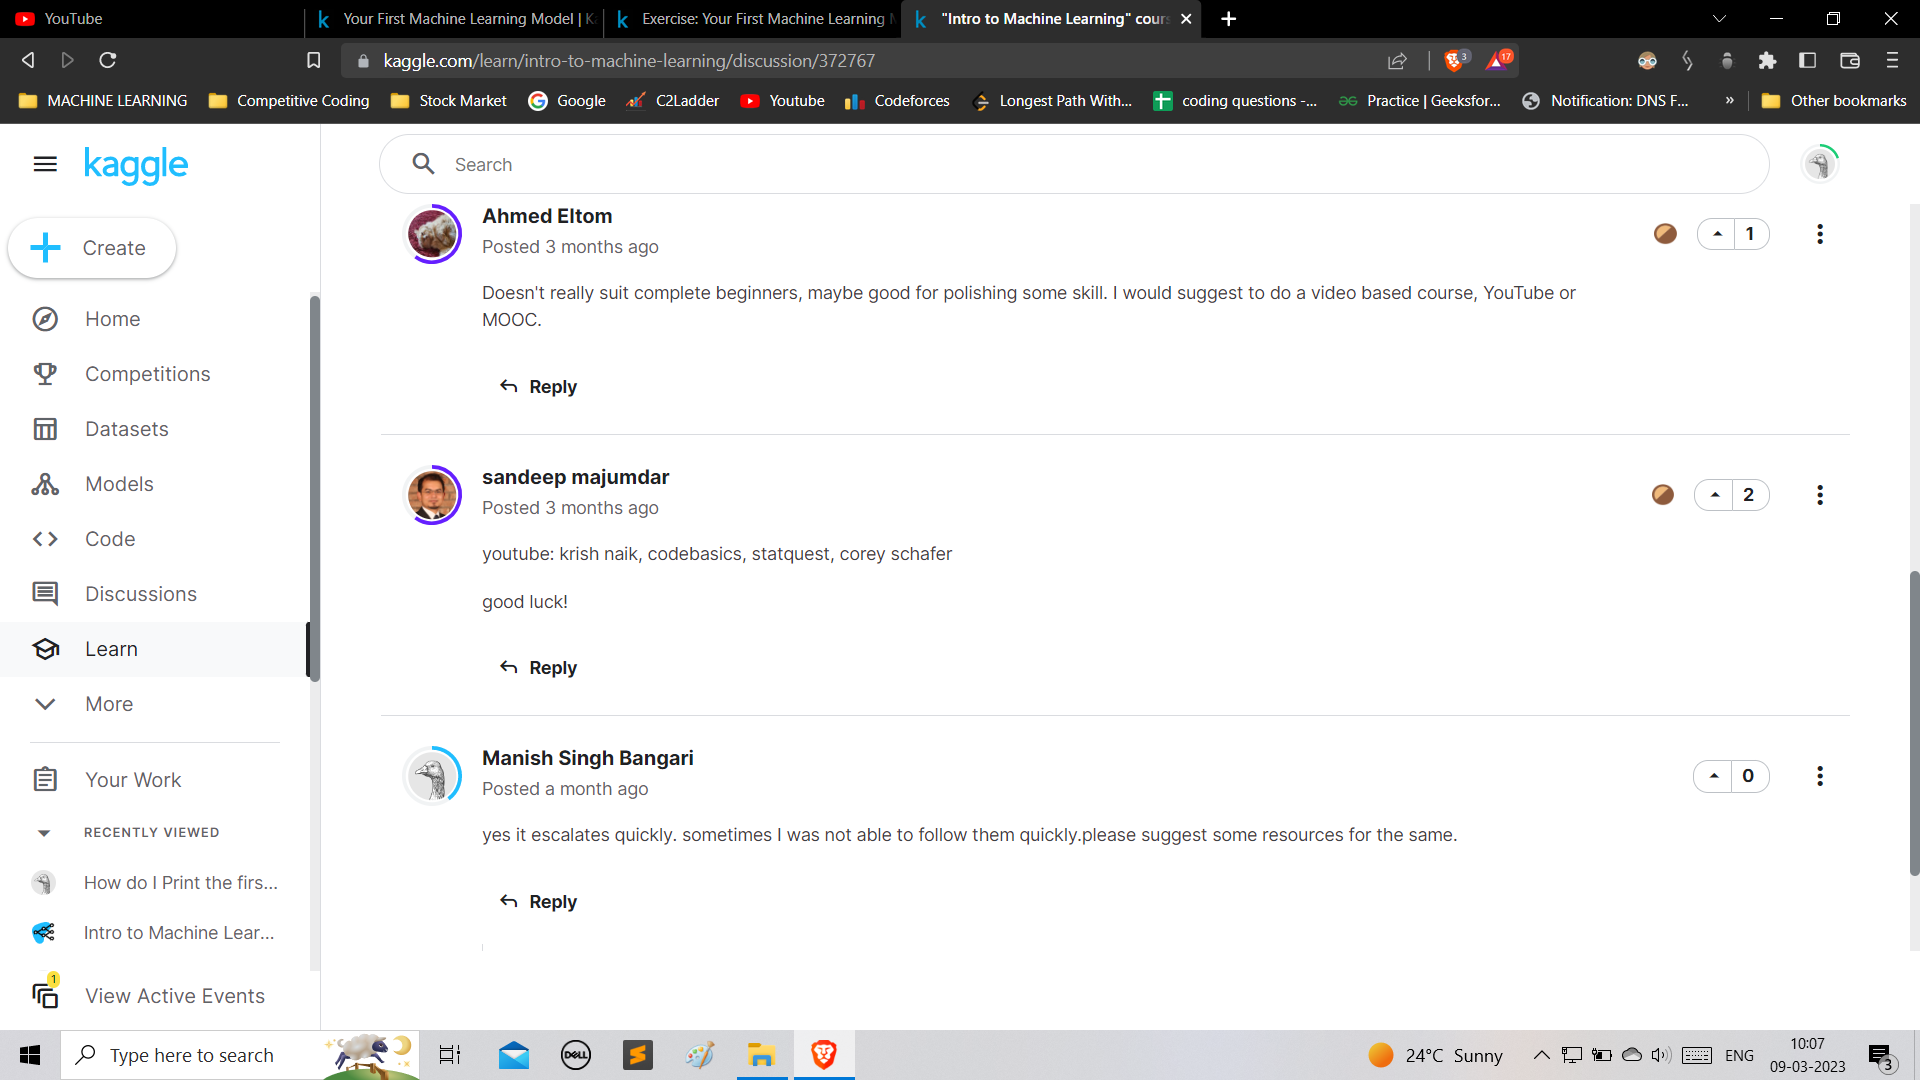 YouTube
Your First Machine Learning Model | K
Exercise: Your First Machine Learning
"Intro to Machine Learning" cour
kaggle.com/learn/intro-to-machine-learning/discussion/372767
3
17
MACHINE LEARNING
Competitive Coding
Stock Market
Google
C2Ladder
Youtube
Codeforces
Longest Path With...
coding questions -...
Practice | Geeksfor...
Notification: DNS F...
»
Other bookmarks
kaggle
Search
Create
Home
Competitions
Datasets
Models
Code
Discussions
Learn
More
Your Work
RECENTLY VIEWED
How do I Print the firs...
Intro to Machine Lear...
1
View Active Events
Ahmed Eltom
Posted 3 months ago
1
Doesn't really suit complete beginners, maybe good for polishing some skill. I would suggest to do a video based course, YouTube or
MOOC.
Reply
sandeep majumdar
Posted 3 months ago
2
youtube: krish naik, codebasics, statquest, corey schafer
good luck!
Reply
Manish Singh Bangari
Posted a month ago
0
yes it escalates quickly. sometimes I was not able to follow them quickly.please suggest some resources for the same.
Reply
Type here to search
DELL
24°C Sunny
ENG
10:07
09-03-2023
3